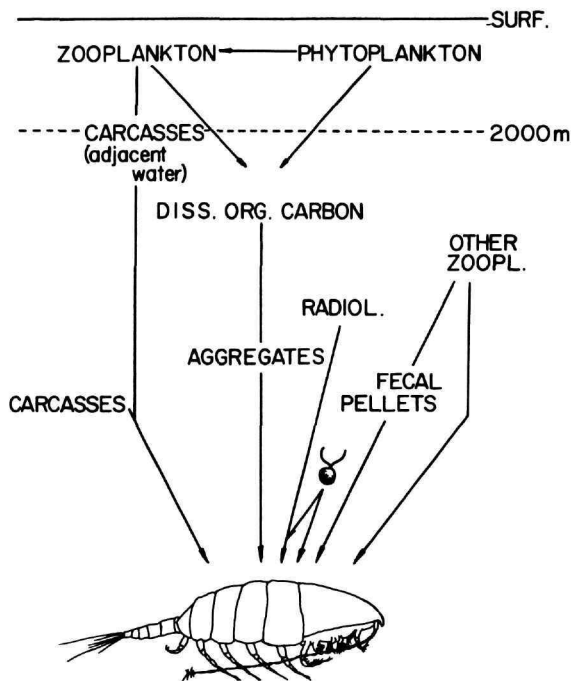 SURF.
ZOOPLANKTON PHYTOPLANKTON
CARCASSES 2000m
(adjacent
water)
DISS. ORG. CARBON
OTHER
ZOOPL.
RADIOL.
AGGREGATES
FECAL
PELLETS
CARCASSES